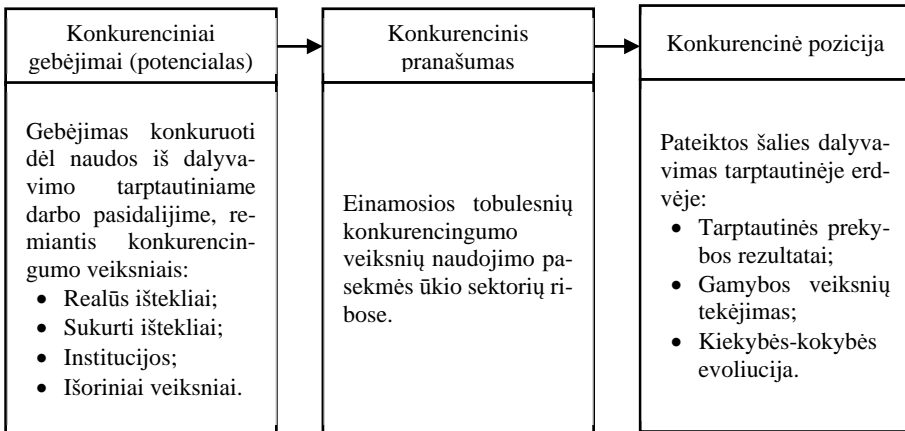 Konkurenciniai
gebėjimai (potencialas)
Gebėjimas konkuruoti
dėl naudos iš dalyva-
vimo tarptautiniame
darbo pasidalijime, re-
miantis konkurencin-
gumo veiksniais:
• Realūs ištekliai;
• Sukurti ištekliai;
• Institucijos;
• Išoriniai veiksniai.
Konkurencinis
pranašumas
Einamosios tobulesnių
konkurencingumo
veiksnių naudojimo pa-
sekmės ūkio sektorių ri-
bose.
Konkurencinė pozicija
Pateiktos šalies dalyva-
vimas tarptautinėje erd-
vėje:
• Tarptautinės preky-
bos rezultatai;
• Gamybos veiksnių
tekėjimas;
• Kiekybės-kokybės
evoliucija.